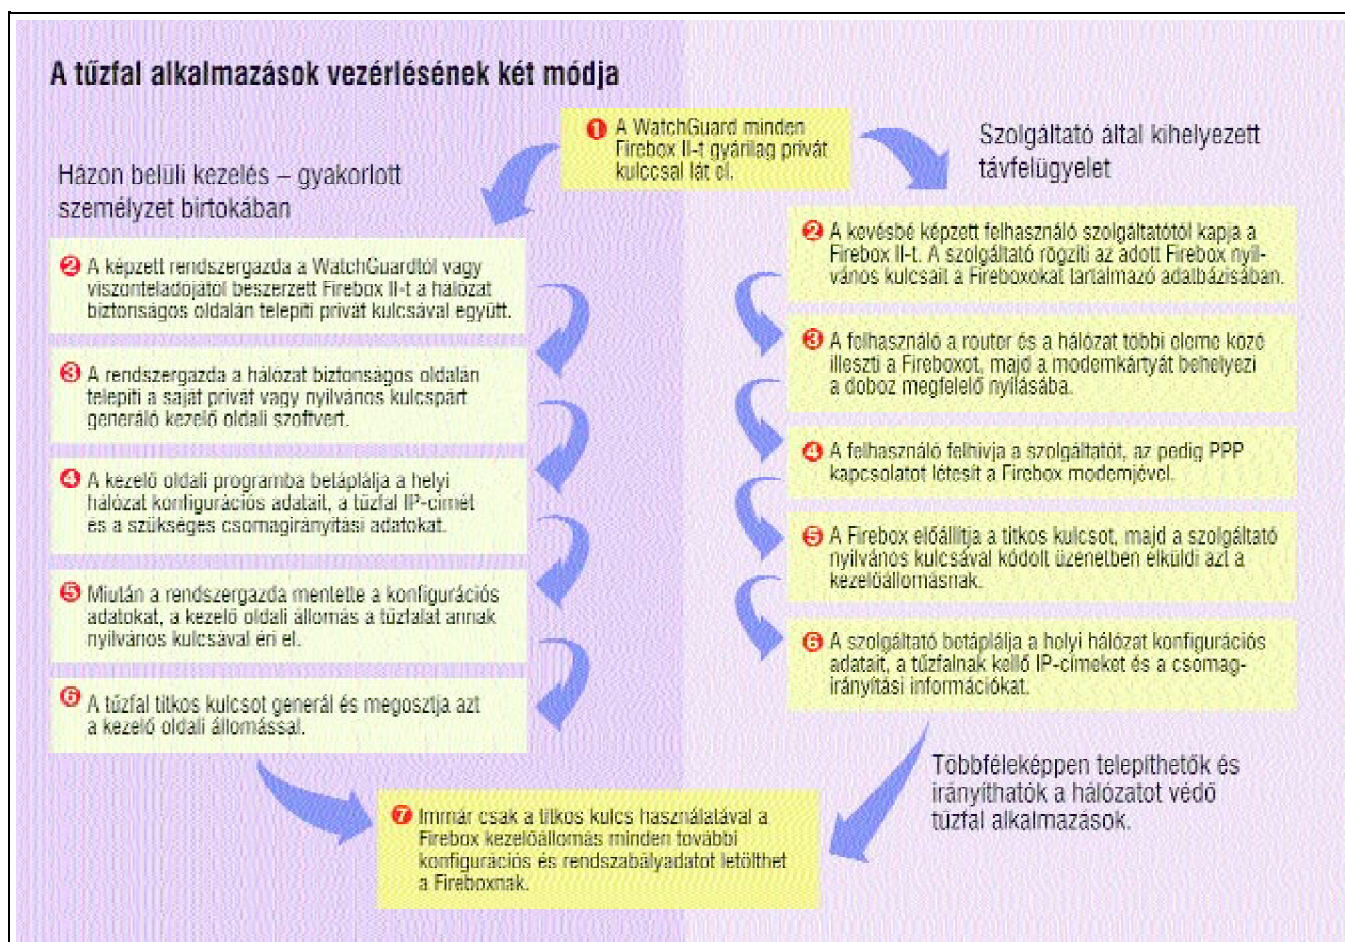 A tűzfal alkalmazások vezérlésének két módja
1 A WatchGuard minden
Firebox II-t gyárilag privát
kulccsal lát el.
Házon belüli kezelés – gyakorlott
személyzet birtokában
2 A képzett rendszergazda a WatchGuardtól vagy
viszonteladójától beszerzett Firebox II-t a hálózat
biztonságos oldalán telepíti privát kulcsával együtt.
3 A rendszergazda a hálózat biztonságos oldalán
telepíti a saját privát vagy nyilvános kulcspárt
generáló kezelő oldali szoftvert.
4 A kezelő oldali programba betáplálja a helyi
hálózat konfigurációs adatait, a tűzfal IP-címét
és a szükséges csomagirányítási adatokat.
5 Miután a rendszergazda mentette a konfigurációs
adatokat, a kezelő oldali állomás a tűzfalat annak
nyilvános kulcsával éri el.
6 A tűzfal titkos kulcsot generál és megosztja azt
a kezelő oldali állomással.
Szolgáltató által kihelyezett
távfelügyelet
2 A kevésbé képzett felhasználó szolgáltatótól kapja a
Firebox II-t. A szolgáltató rögzíti az adott Firebox nyil-
vános kulcsait a Fireboxokat tartalmazó adatbázisában.
3 A felhasználó a router és a hálózat többi eleme közé
illeszti a Fireboxot, majd a modemkártyát behelyezi
a doboz megfelelő nyílásába.
4 A felhasználó felhívja a szolgáltatót, az pedig PPP
kapcsolatot létesít a Firebox modemjével.
5 A Firebox előállítja a titkos kulcsot, majd a szolgáltató
nyilvános kulcsával kódolt üzenetben elküldi azt a
kezelőállomásnak.
6 A szolgáltató betáplálja a helyi hálózat konfigurációs
adatait, a tűzfalnak kellő IP-címeket és a csomag-
irányítási információkat.
7 Immár csak a titkos kulcs használatával a
Firebox kezelőállomás minden további
konfigurációs és rendszabályadatot letölthet
a Fireboxnak.
Többféleképpen telepíthetők és
irányíthatók a hálózatot védő
tűzfal alkalmazások.